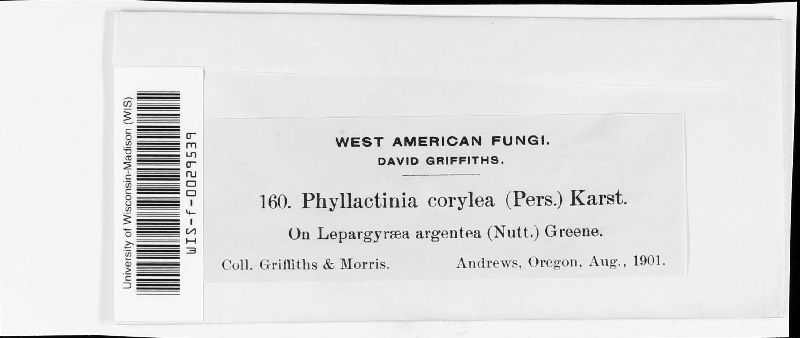 University of Wisconsin-Madison (WIS)
WIS-f-0029539
WEST AMERICAN FUNGI.
DAVID GRIFFITHS.
160. Phyllactinia corylea (Pers.) Karst.
On Lepargyræa argentea (Nutt.) Greene.
Coll. Griffiths & Morris. Andrews, Oregon, Aug., 1901.